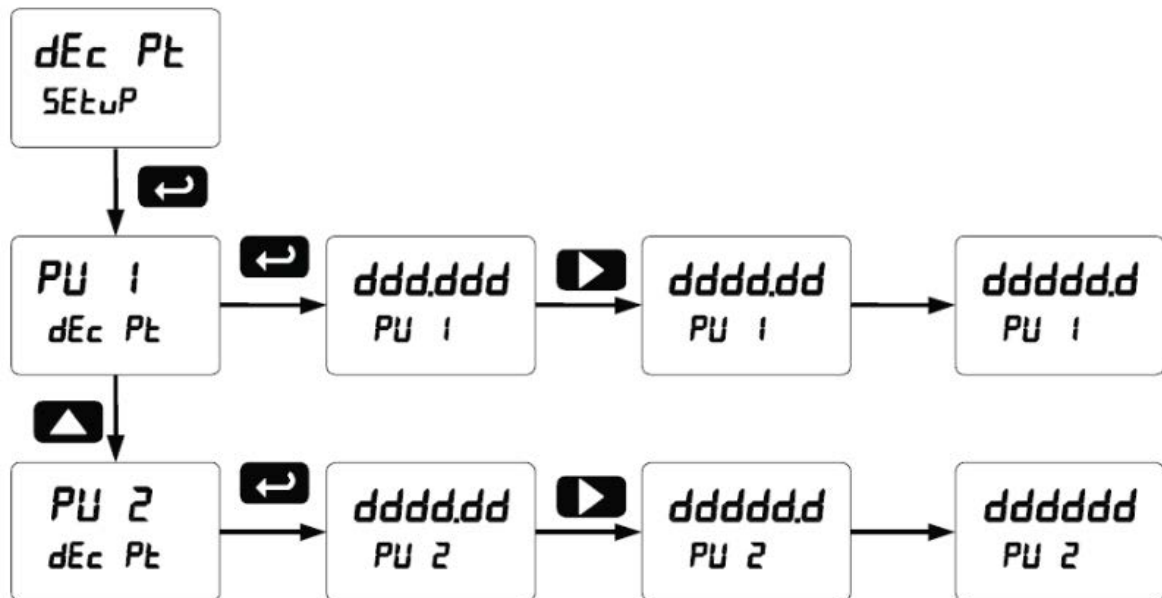 dEc Pt
SEtuP
PU 1
dEc Pt
ddd.ddd
PU 1
dddd.dd
PU 1
ddddd.d
PU 1
PU 2
dEc Pt
dddd.dd
PU 2
ddddd.d
PU 2
dddddd
PU 2